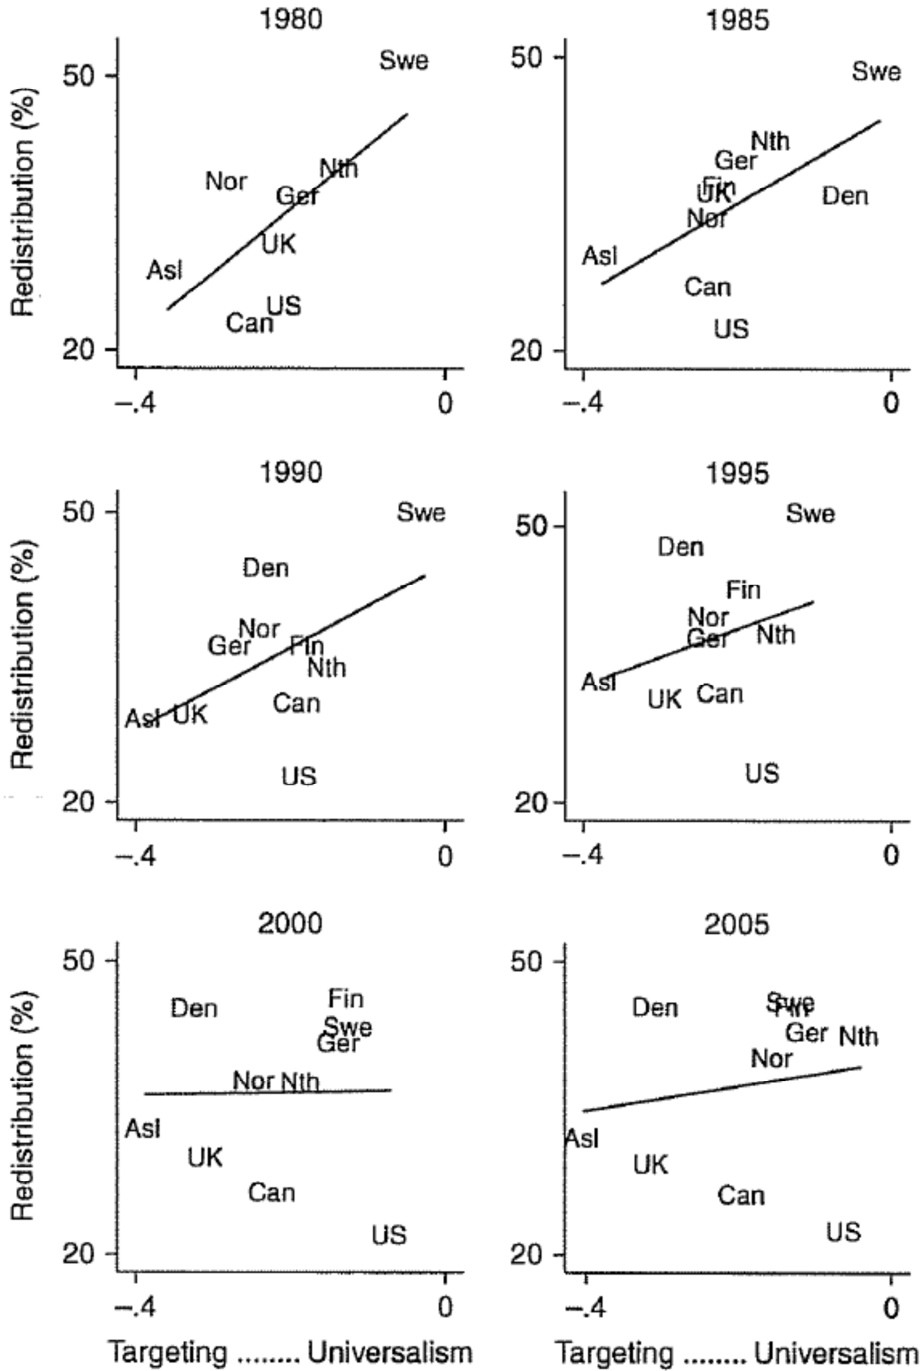 1980
Redistribution (%)
50
20
Swe
Nth
Nor
Ger
UK
Asl
US
Can
–.4
0
1985
50
20
Swe
Nth
Ger
Fin
UK
Den
Nor
Asl
Can
US
–.4
0
1990
Redistribution (%)
50
20
Swe
Den
Nor
Ger
Fin
Nth
Can
Asl
UK
US
–.4
0
1995
50
20
Swe
Den
Fin
Nor
Ger
Nth
Asl
UK
Can
US
–.4
0
2000
Redistribution (%)
50
20
Den
Fin
Swe
Ger
Nor
Nth
Asl
UK
Can
US
–.4
0
Targeting ........ Universalism
2005
50
20
Den
Swe
Fin
Ger
Nth
Nor
Asl
UK
Can
US
–.4
0
Targeting ........ Universalism